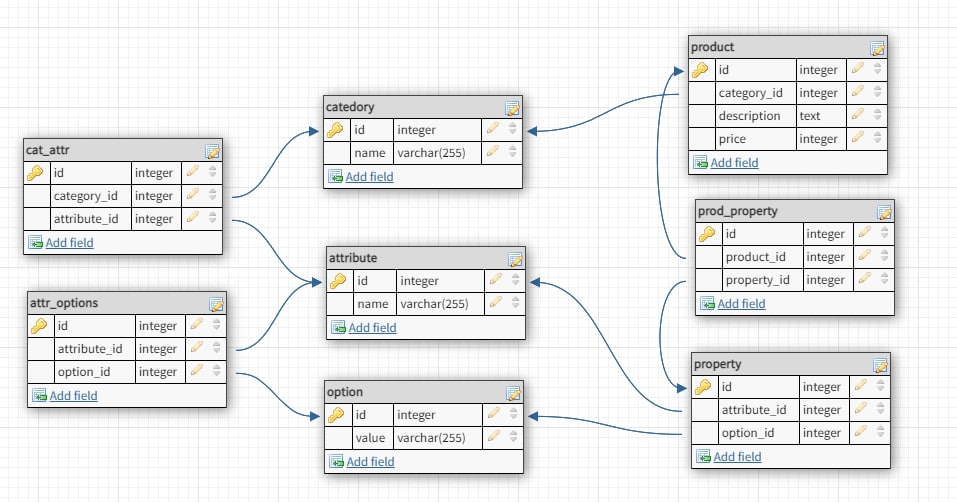 cat_attr
id integer
category_id integer
attribute_id integer
Add field
attr_options
id integer
attribute_id integer
option_id integer
Add field
catedory
id integer
name varchar(255)
Add field
attribute
id integer
name varchar(255)
Add field
option
id integer
value varchar(255)
Add field
product
id integer
category_id integer
description text
price integer
Add field
prod_property
id integer
product_id integer
property_id integer
Add field
property
id integer
attribute_id integer
option_id integer
Add field